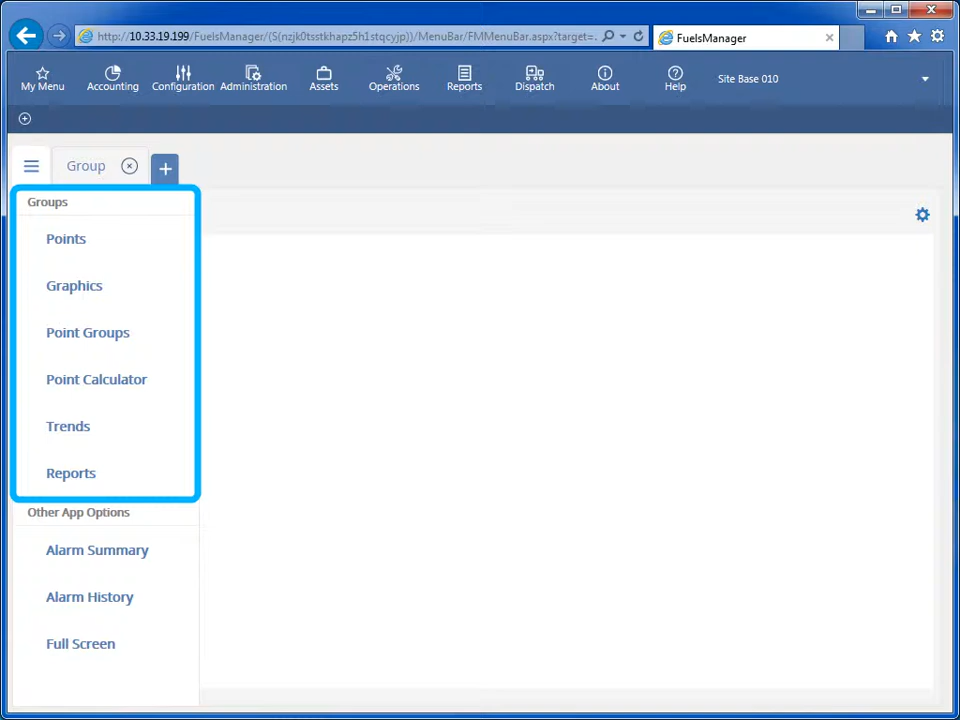 http://10.33.19.199/FuelsManager/(S(nzjk0tsstkhapz5h1stqcyjp))/MenuBar/FMMenuBar.aspx?target=.
FuelsManager
My Menu
Accounting
Configuration
Administration
Assets
Operations
Reports
Dispatch
About
Help
Site Base 010
Group
Groups
Points
Graphics
Point Groups
Point Calculator
Trends
Reports
Other App Options
Alarm Summary
Alarm History
Full Screen